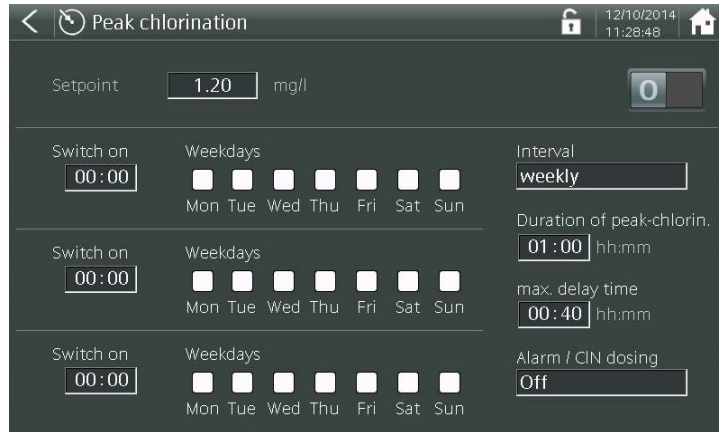 Peak chlorination
12/10/2014
11:28:48
Setpoint 1.20 mg/l
0
Switch on Weekdays
00:00
Mon Tue Wed Thu Fri Sat Sun
Switch on Weekdays
00:00
Mon Tue Wed Thu Fri Sat Sun
Switch on Weekdays
00:00
Mon Tue Wed Thu Fri Sat Sun
Interval
weekly
Duration of peak-chlorin.
01:00 hh:mm
max. delay time
00:40 hh:mm
Alarm / ClN dosing
Off